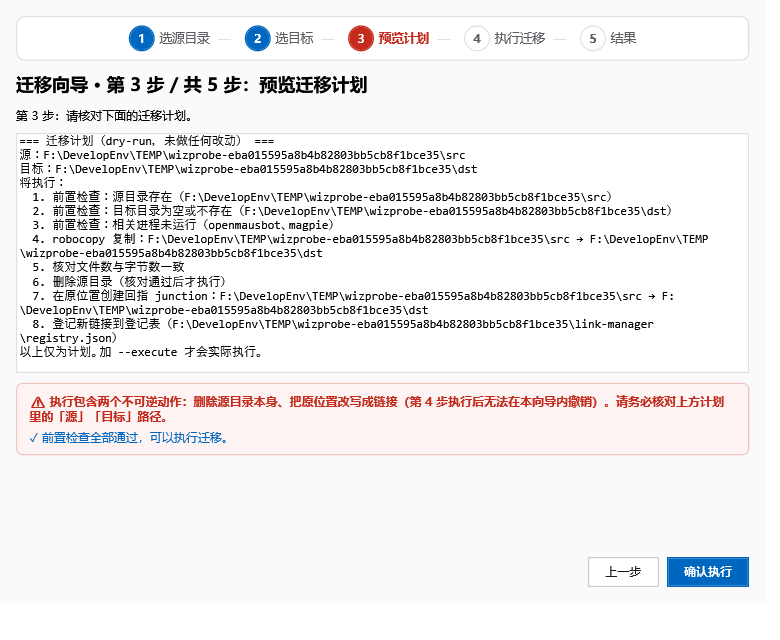 1 选源目录 — 2 选目标 — 3 预览计划 — 4 执行迁移 — 5 结果
迁移向导 • 第 3 步 / 共 5 步：预览迁移计划
第 3 步：请核对下面的迁移计划。
=== 迁移计划（dry-run，未做任何改动） ===
源：F:\DevelopEnv\TEMP\wizprobe-eba015595a8b4b82803bb5cb8f1bce35\src
目标：F:\DevelopEnv\TEMP\wizprobe-eba015595a8b4b82803bb5cb8f1bce35\dst
将执行：
1. 前置检查：源目录存在（F:\DevelopEnv\TEMP\wizprobe-eba015595a8b4b82803bb5cb8f1bce35\src）
2. 前置检查：目标目录为空或不存在（F:\DevelopEnv\TEMP\wizprobe-eba015595a8b4b82803bb5cb8f1bce35\dst）
3. 前置检查：相关进程未运行（openmausbot、magpie）
4. robocopy 复制：F:\DevelopEnv\TEMP\wizprobe-eba015595a8b4b82803bb5cb8f1bce35\src → F:\DevelopEnv\TEMP
\wizprobe-eba015595a8b4b82803bb5cb8f1bce35\dst
5. 核对文件数与字节数一致
6. 删除源目录（核对通过后才执行）
7. 在原位置创建回指 junction：F:\DevelopEnv\TEMP\wizprobe-eba015595a8b4b82803bb5cb8f1bce35\src → F:
\DevelopEnv\TEMP\wizprobe-eba015595a8b4b82803bb5cb8f1bce35\dst
8. 登记新链接到登记表（F:\DevelopEnv\TEMP\wizprobe-eba015595a8b4b82803bb5cb8f1bce35\link-manager
\registry.json）
以上仅为计划。加 --execute 才会实际执行。
⚠ 执行包含两个不可逆动作：删除源目录本身、把原位置改写成链接（第 4 步执行后无法在本向导内撤销）。请务必核对上方计划
里的「源」「目标」路径。
✓ 前置检查全部通过，可以执行迁移。
上一步 确认执行